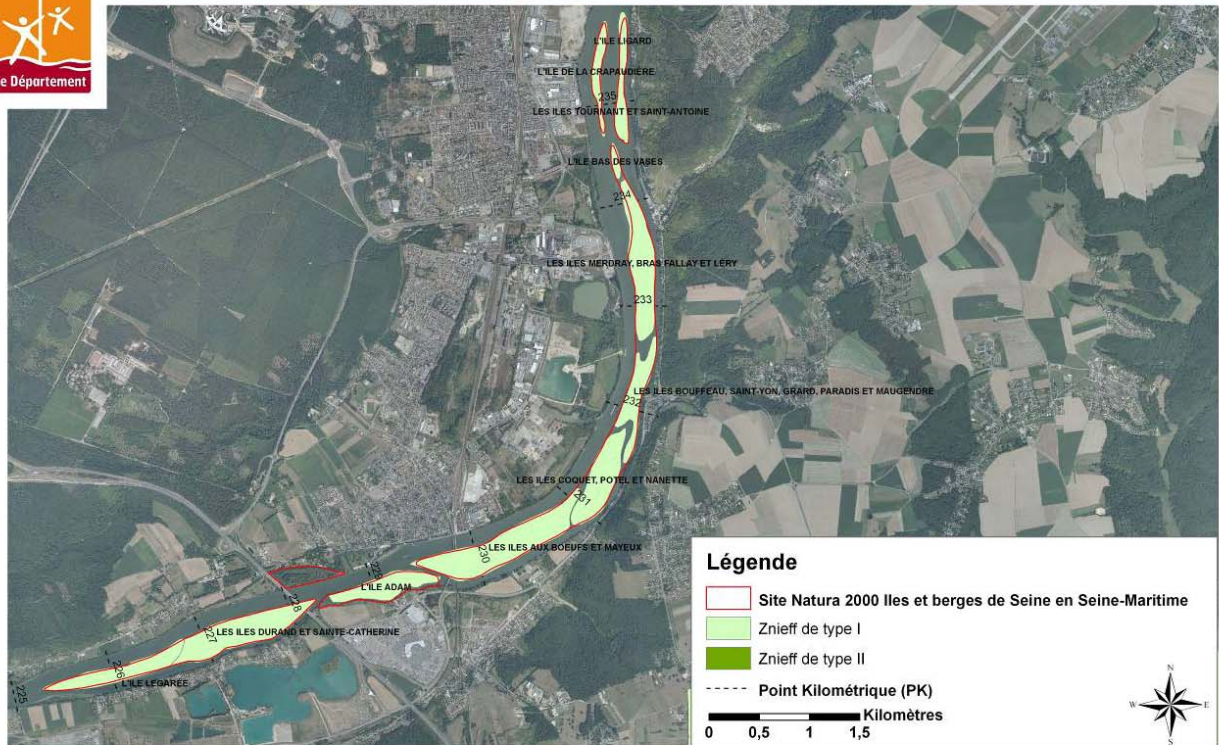 e Département
L'ILE LIGARD
L'ILE DE LA CRAPAUDIÈRE
235
LES ILES TOURNANT ET SAINT-ANTOINE
L'ILE BAS DES VASES
234
LES ILES MERDRAY, BRAS FALLAY ET LÉRY
233
LES ILES BOUFFEAU, SAINT-YON, GRARD, PARADIS ET MAUGENDRE
232
LES ILES COQUET, POTEL ET NANETTE
231
LES ILES AUX BOEUFS ET MAYEUX
230
229
L'ILE ADAM
228
LES ILES DURAND ET SAINTE-CATHERINE
227
226
L'ILE LEGARÉE
225
Légende
Site Natura 2000 Iles et berges de Seine en Seine-Maritime
Znieff de type I
Znieff de type II
Point Kilométrique (PK)
Kilomètres
0 0,5 1 1,5
N
W E
S